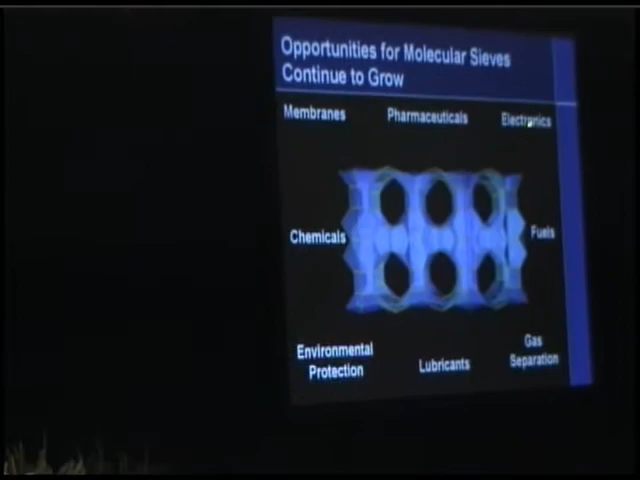 Opportunities for Molecular Sieves
Continue to Grow
Membranes Pharmaceuticals Electronics
Chemicals Fuels
Environmental
Protection
Lubricants
Gas
Separation